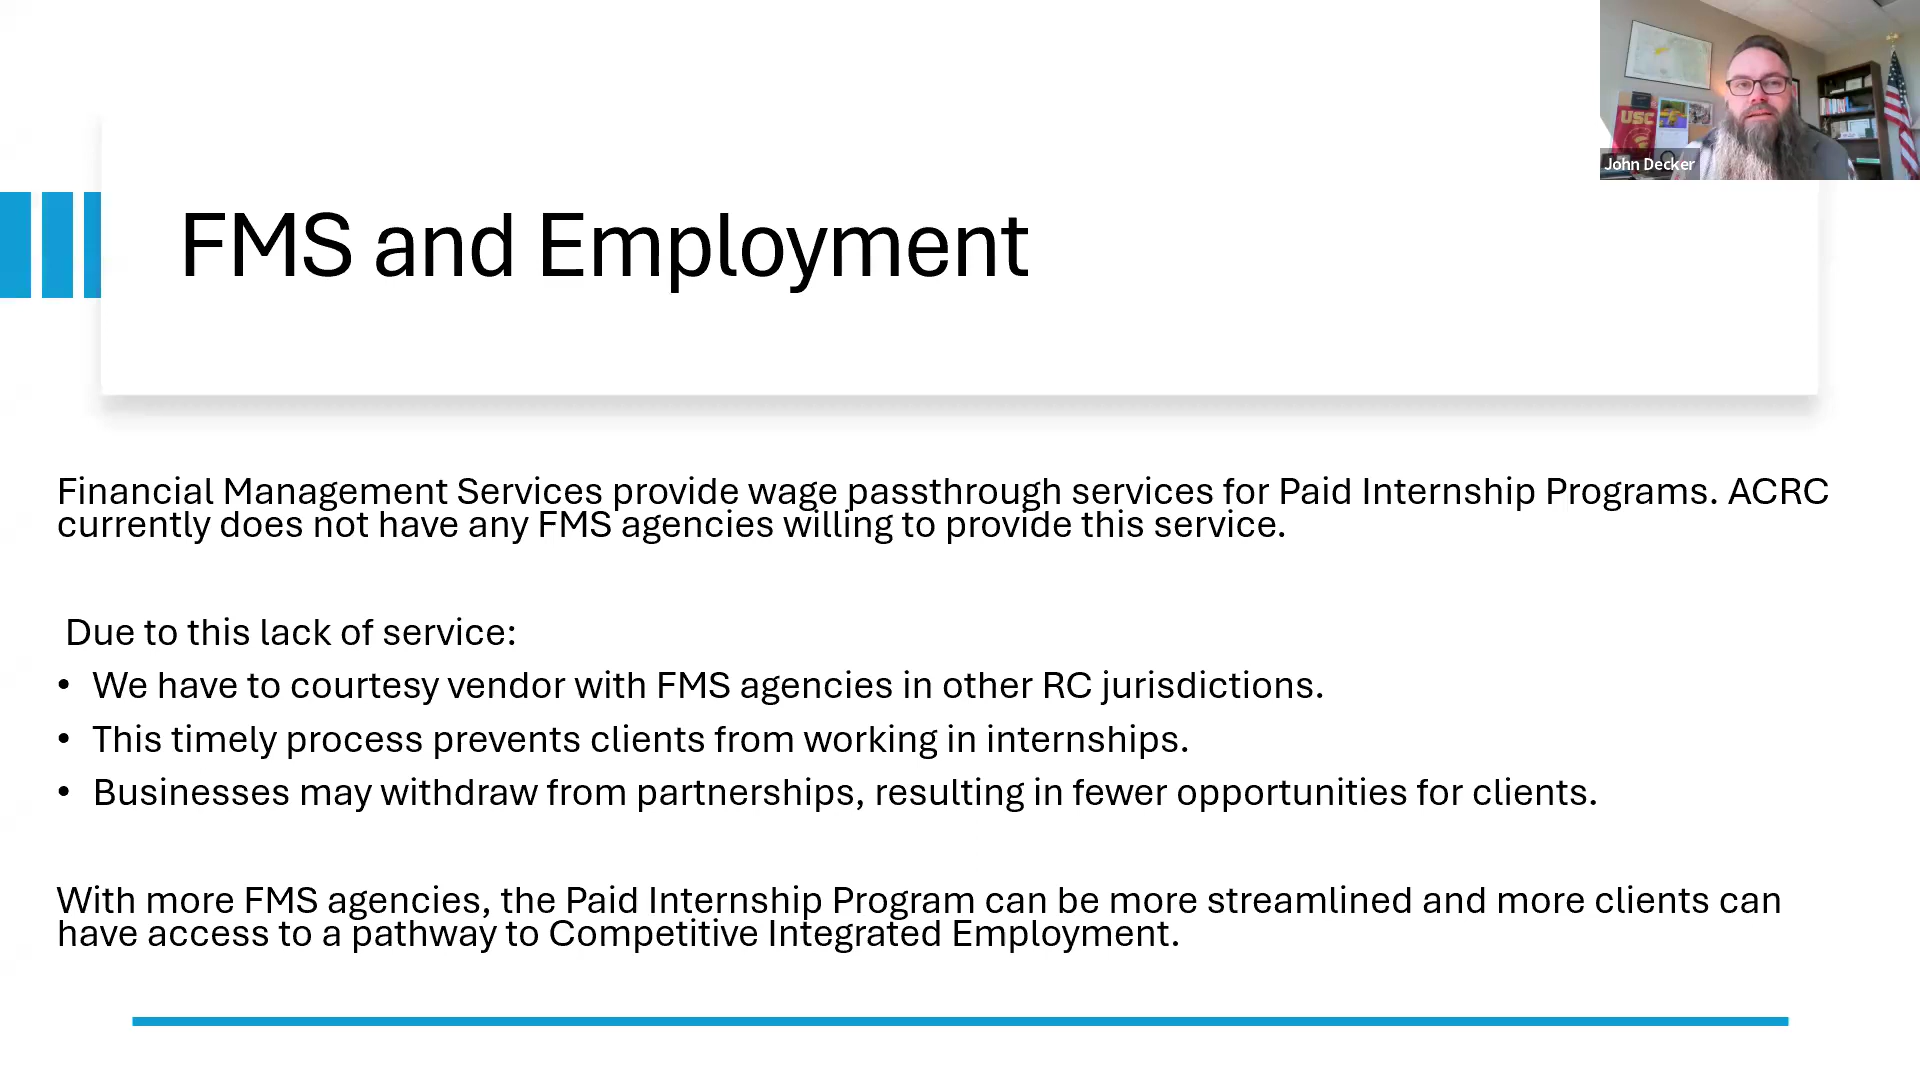 USC
John Decker
FMS and Employment
Financial Management Services provide wage passthrough services for Paid Internship Programs. ACRC
currently does not have any FMS agencies willing to provide this service.
Due to this lack of service:
• We have to courtesy vendor with FMS agencies in other RC jurisdictions.
• This timely process prevents clients from working in internships.
• Businesses may withdraw from partnerships, resulting in fewer opportunities for clients.
With more FMS agencies, the Paid Internship Program can be more streamlined and more clients can
have access to a pathway to Competitive Integrated Employment.